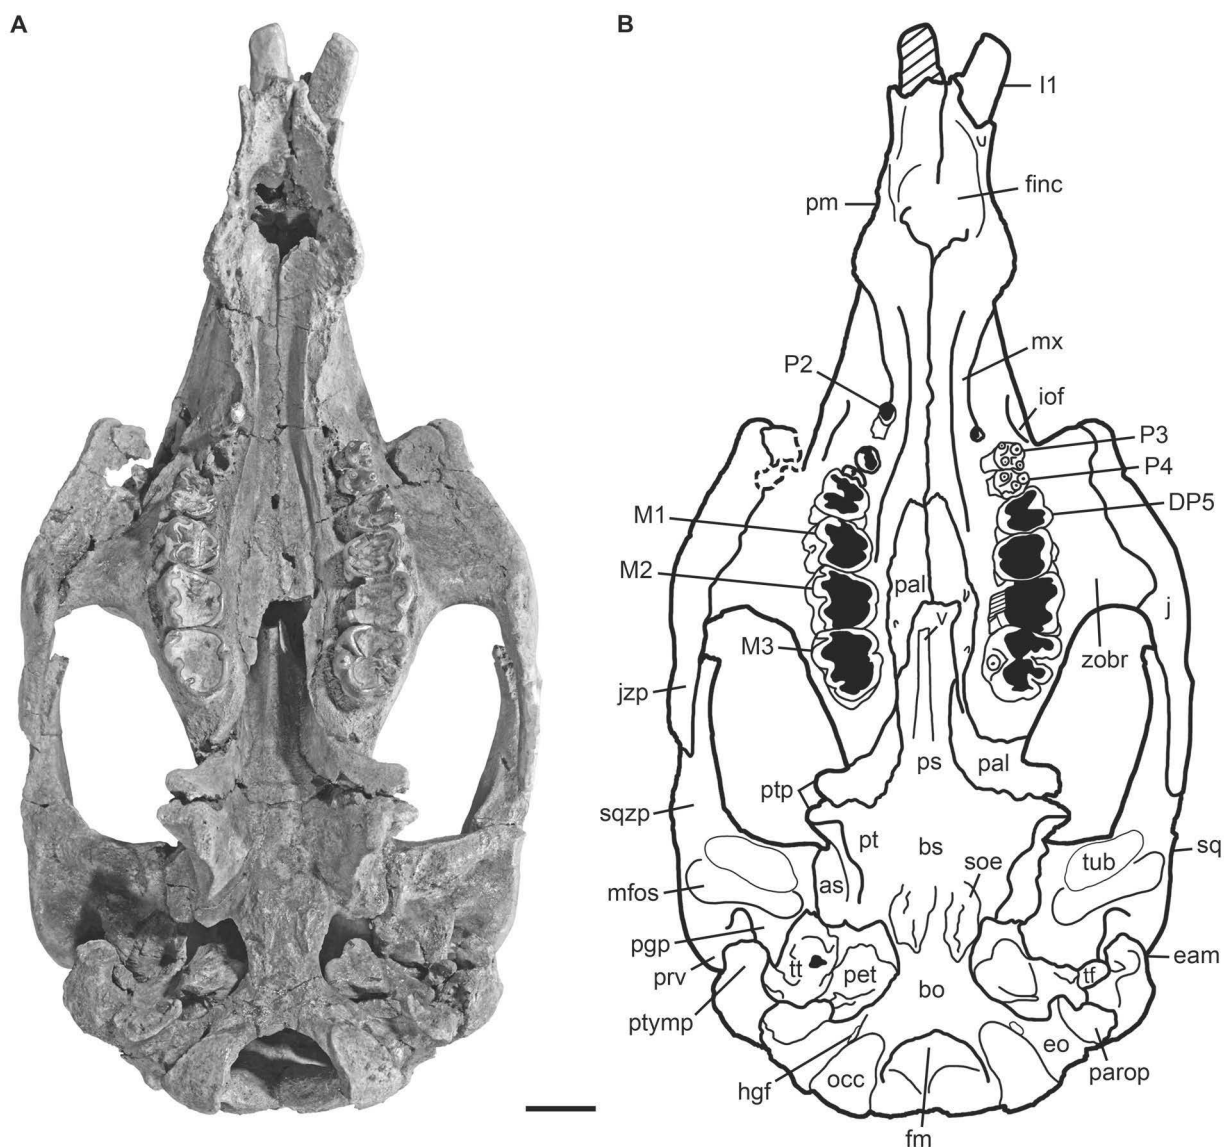 A
B
I1
finc
pm
mx
P2
iof
P3
P4
DP5
M1
M2
pal
v
j
M3
zobr
jzp
ps
pal
ptp
sqzp
pt
bs
sq
tub
soe
as
mfos
pgp
eam
tt
pet
tf
prv
bo
ptymp
eo
parop
hgf
occ
fm